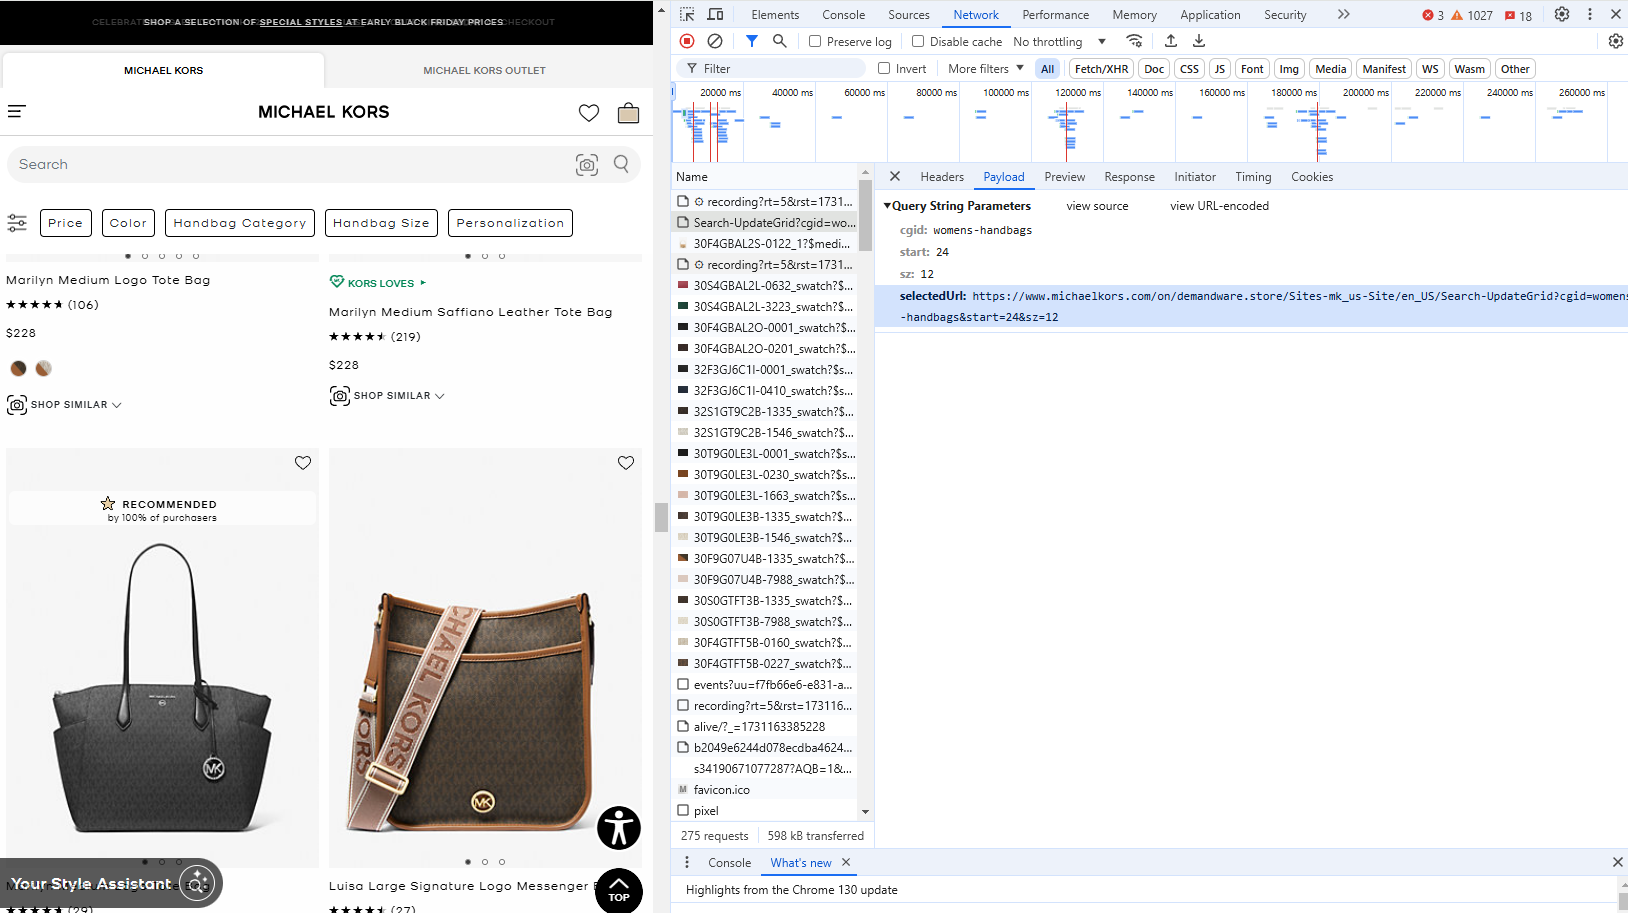 SHOP A SELECTION OF SPECIAL STYLES AT EARLY BLACK FRIDAY PRICES
MICHAEL KORS
MICHAEL KORS OUTLET
MICHAEL KORS
Search
Price
Color
Handbag Category
Handbag Size
Personalization
Marilyn Medium Logo Tote Bag
(106)
$228
SHOP SIMILAR
KORS LOVES
Marilyn Medium Saffiano Leather Tote Bag
(219)
$228
SHOP SIMILAR
RECOMMENDED
by 100% of purchasers
Your Style Assistant
(29)
Luisa Large Signature Logo Messenger
(27)
TOP
Elements Console Sources Network Performance Memory Application Security 3 1027 18
Preserve log Disable cache No throttling
Filter Invert More filters All Fetch/XHR Doc CSS JS Font Img Media Manifest WS Wasm Other
20000 ms 40000 ms 60000 ms 80000 ms 100000 ms 120000 ms 140000 ms 160000 ms 180000 ms 200000 ms 220000 ms 240000 ms 260000 ms
Name
recording?rt=5&rst=1731...
Search-UpdateGrid?cgid=wo...
30F4GBAL2S-0122_1?$medi...
recording?rt=5&rst=1731...
30S4GBAL2L-0632_swatch?$...
30S4GBAL2L-3223_swatch?$...
30F4GBAL2O-0001_swatch?$...
30F4GBAL2O-0201_swatch?$...
32F3GJ6C1I-0001_swatch?$s...
32F3GJ6C1I-0410_swatch?$s...
32S1GT9C2B-1335_swatch?$...
32S1GT9C2B-1546_swatch?$...
30T9G0LE3L-0001_swatch?$s...
30T9G0LE3L-0230_swatch?$s...
30T9G0LE3L-1663_swatch?$s...
30T9G0LE3B-1335_swatch?$...
30T9G0LE3B-1546_swatch?$...
30F9G07U4B-1335_swatch?$...
30F9G07U4B-7988_swatch?$...
30S0GTFT3B-1335_swatch?$...
30S0GTFT3B-7988_swatch?$...
30F4GTFT5B-0160_swatch?$...
30F4GTFT5B-0227_swatch?$...
events?uu=f7fb66e6-e831-a...
recording?rt=5&rst=173116...
alive/?_=1731163385228
b2049e6244d078ecdba4624...
s34190671077287?AQB=1&...
favicon.ico
pixel
275 requests 598 kB transferred
Headers Payload Preview Response Initiator Timing Cookies
Query String Parameters view source view URL-encoded
cgid: womens-handbags
start: 24
sz: 12
selectedUrl: https://www.michaelkors.com/on/demandware.store/Sites-mk_us-Site/en_US/Search-UpdateGrid?cgid=womens
-handbags&start=24&sz=12
Console What's new
Highlights from the Chrome 130 update